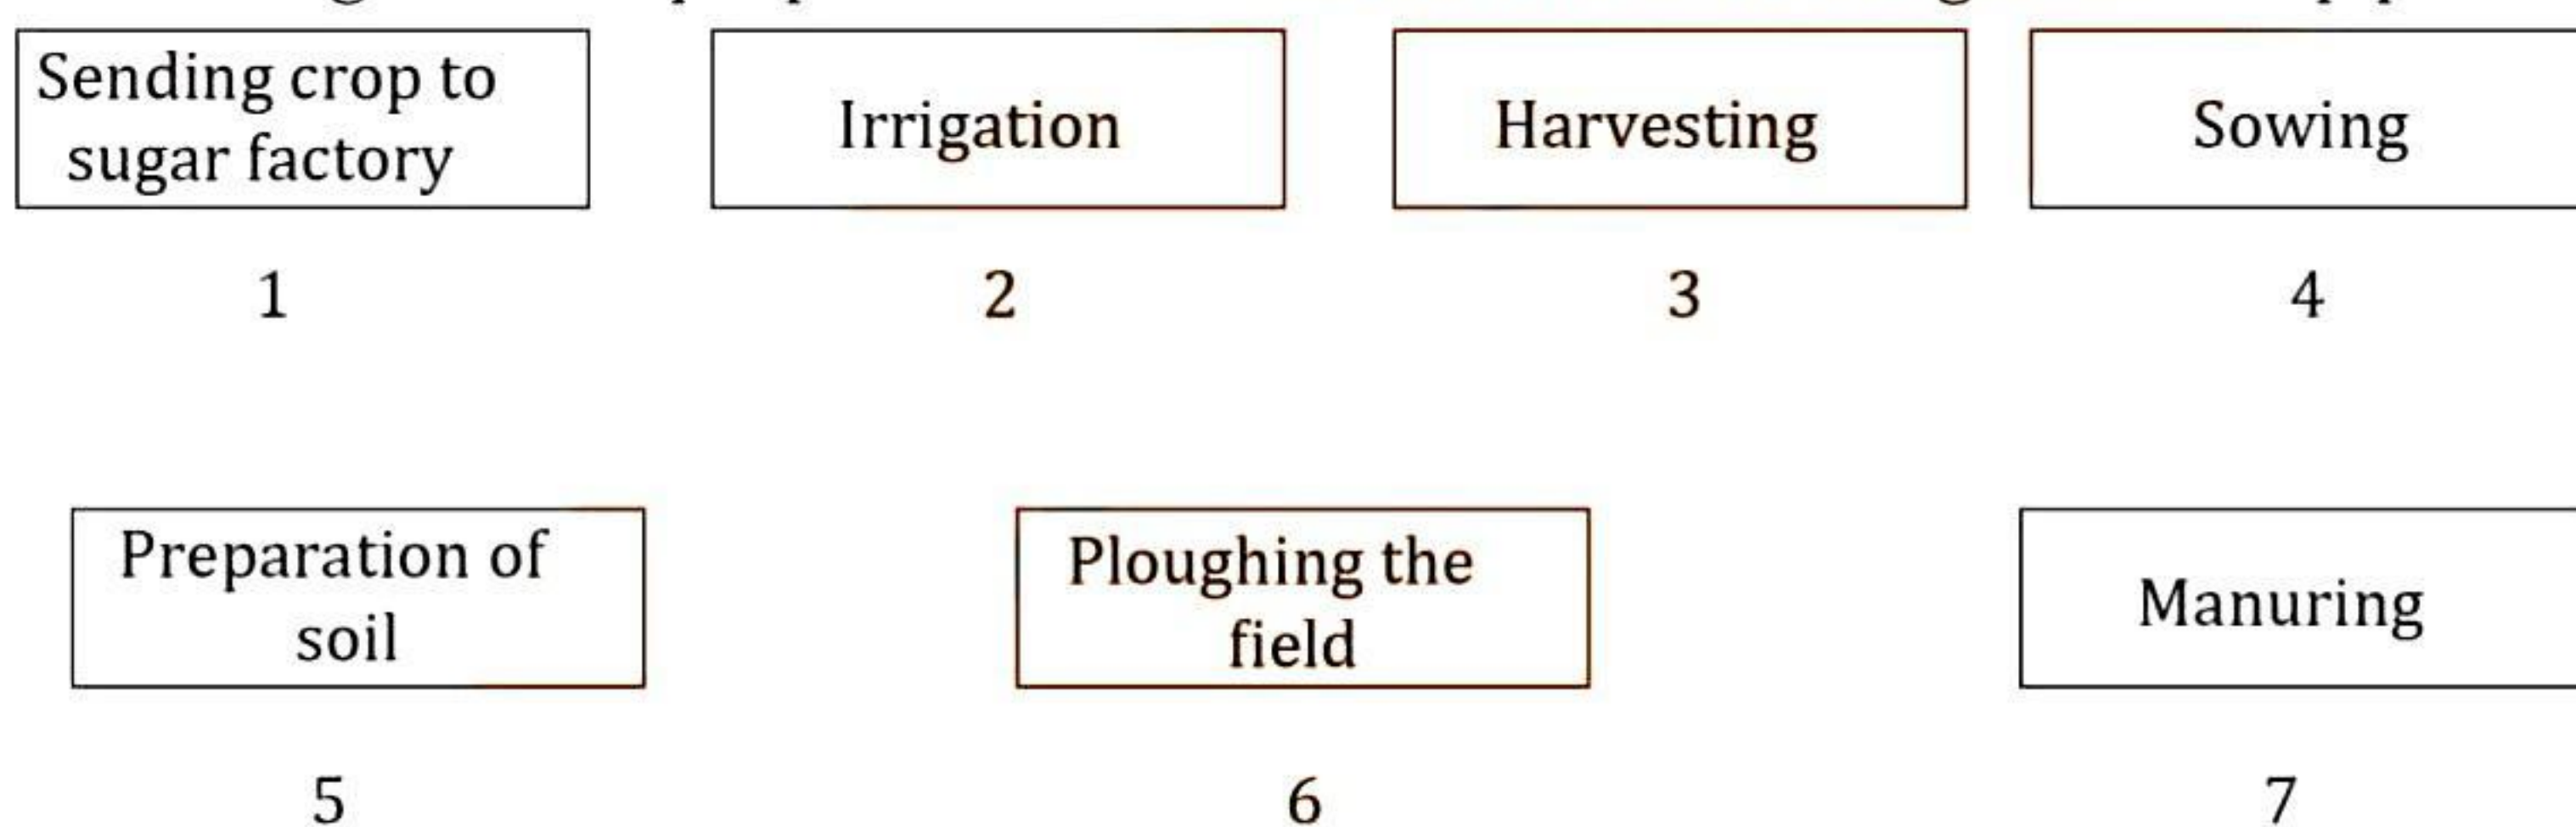 Sending crop to
sugar factory
Irrigation
Harvesting
Sowing
1
2
3
4
Preparation of
soil
Ploughing the
field
Manuring
5
6
7